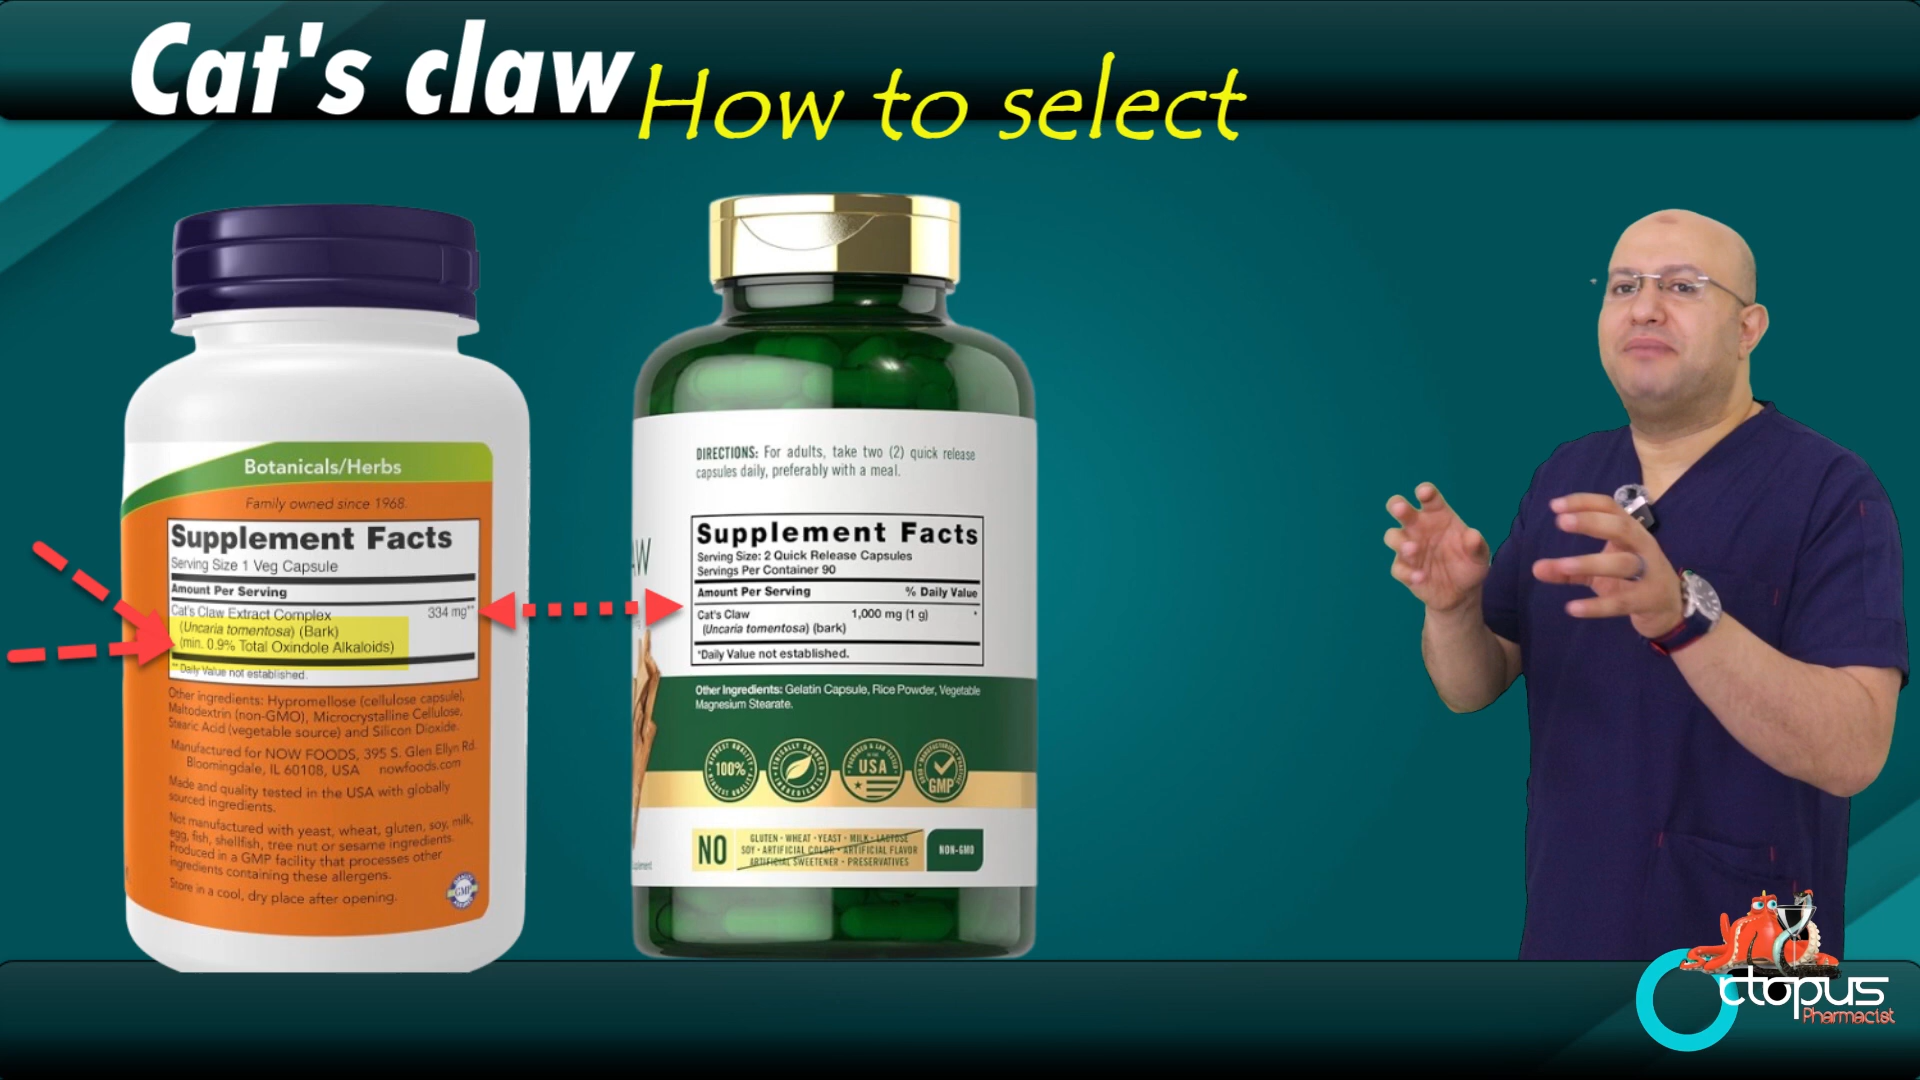 Cat's claw How to select
Botanicals/Herbs
Family owned since 1968.
Supplement Facts
Serving Size 1 Veg Capsule
Amount Per Serving
Cat's Claw Extract Complex 334 mg**
(Uncaria tomentosa) (Bark)
(min. 0.9% Total Oxindole Alkaloids)
** Daily Value not established.
Other ingredients: Hypromellose (cellulose capsule),
Maltodextrin (non-GMO), Microcrystalline Cellulose,
Stearic Acid (vegetable source) and Silicon Dioxide.
Manufactured for NOW FOODS, 395 S. Glen Ellyn Rd.
Bloomingdale, IL 60108, USA nowfoods.com
Made and quality tested in the USA with globally
sourced ingredients.
Not manufactured with yeast, wheat, gluten, soy, milk,
egg, fish, shellfish, tree nut or sesame ingredients.
Produced in a GMP facility that processes other
ingredients containing these allergens.
Store in a cool, dry place after opening.
GMP
AW
DIRECTIONS: For adults, take two (2) quick release
capsules daily, preferably with a meal.
Supplement Facts
Serving Size: 2 Quick Release Capsules
Servings Per Container 90
Amount Per Serving % Daily Value
Cat's Claw 1,000 mg (1 g) *
(Uncaria tomentosa) (bark)
*Daily Value not established.
Other Ingredients: Gelatin Capsule, Rice Powder, Vegetable
Magnesium Stearate.
100%
USA
GMP
NO
GLUTEN • WHEAT • YEAST • MILK • LACTOSE
SOY • ARTIFICIAL COLOR • ARTIFICIAL FLAVOR
ARTIFICIAL SWEETENER • PRESERVATIVES
NON-GMO
Octopus
Pharmacist